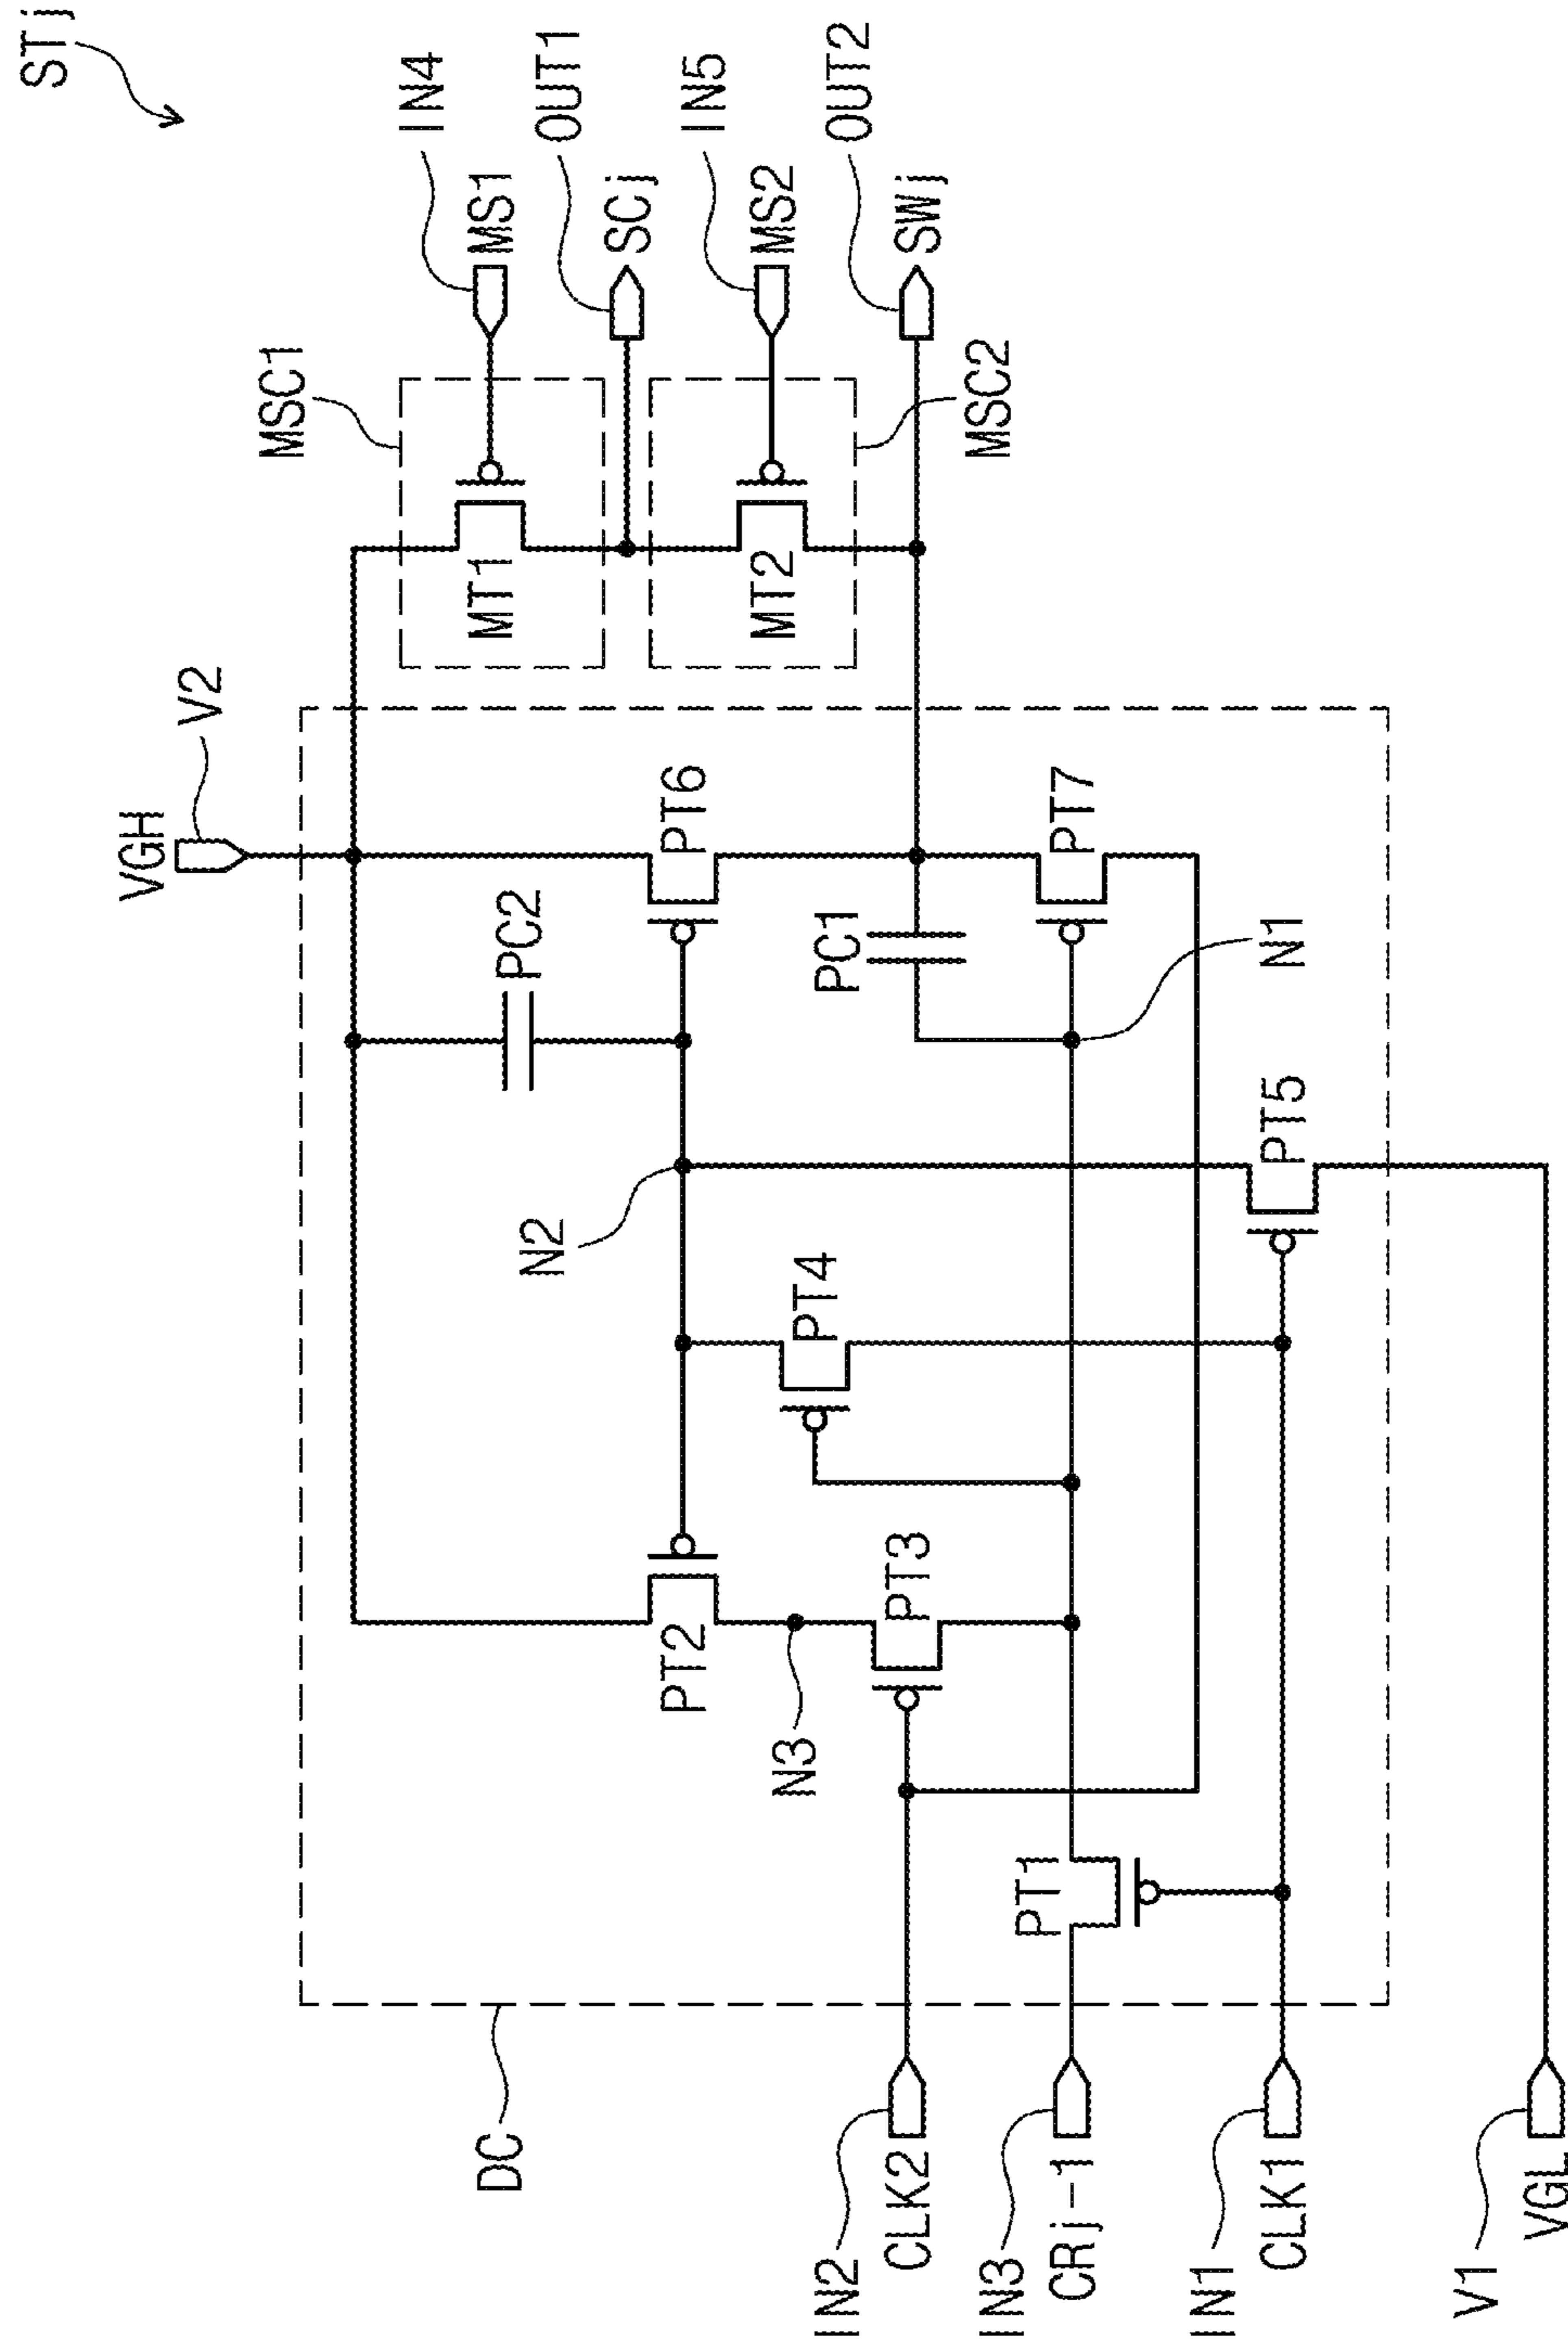 STj
IN4
MS1
OUT1
SCj
IN5
MS2
OUT2
SWj
MSC1
MT1
MT2
MSC2
V2
VGH
PC2
PT6
PC1
PT7
N1
N2
PT4
PT5
PT2
N3
PT3
PT1
DC
IN2
CLK2
IN3
CRj-1
IN1
CLK1
V1
VGL